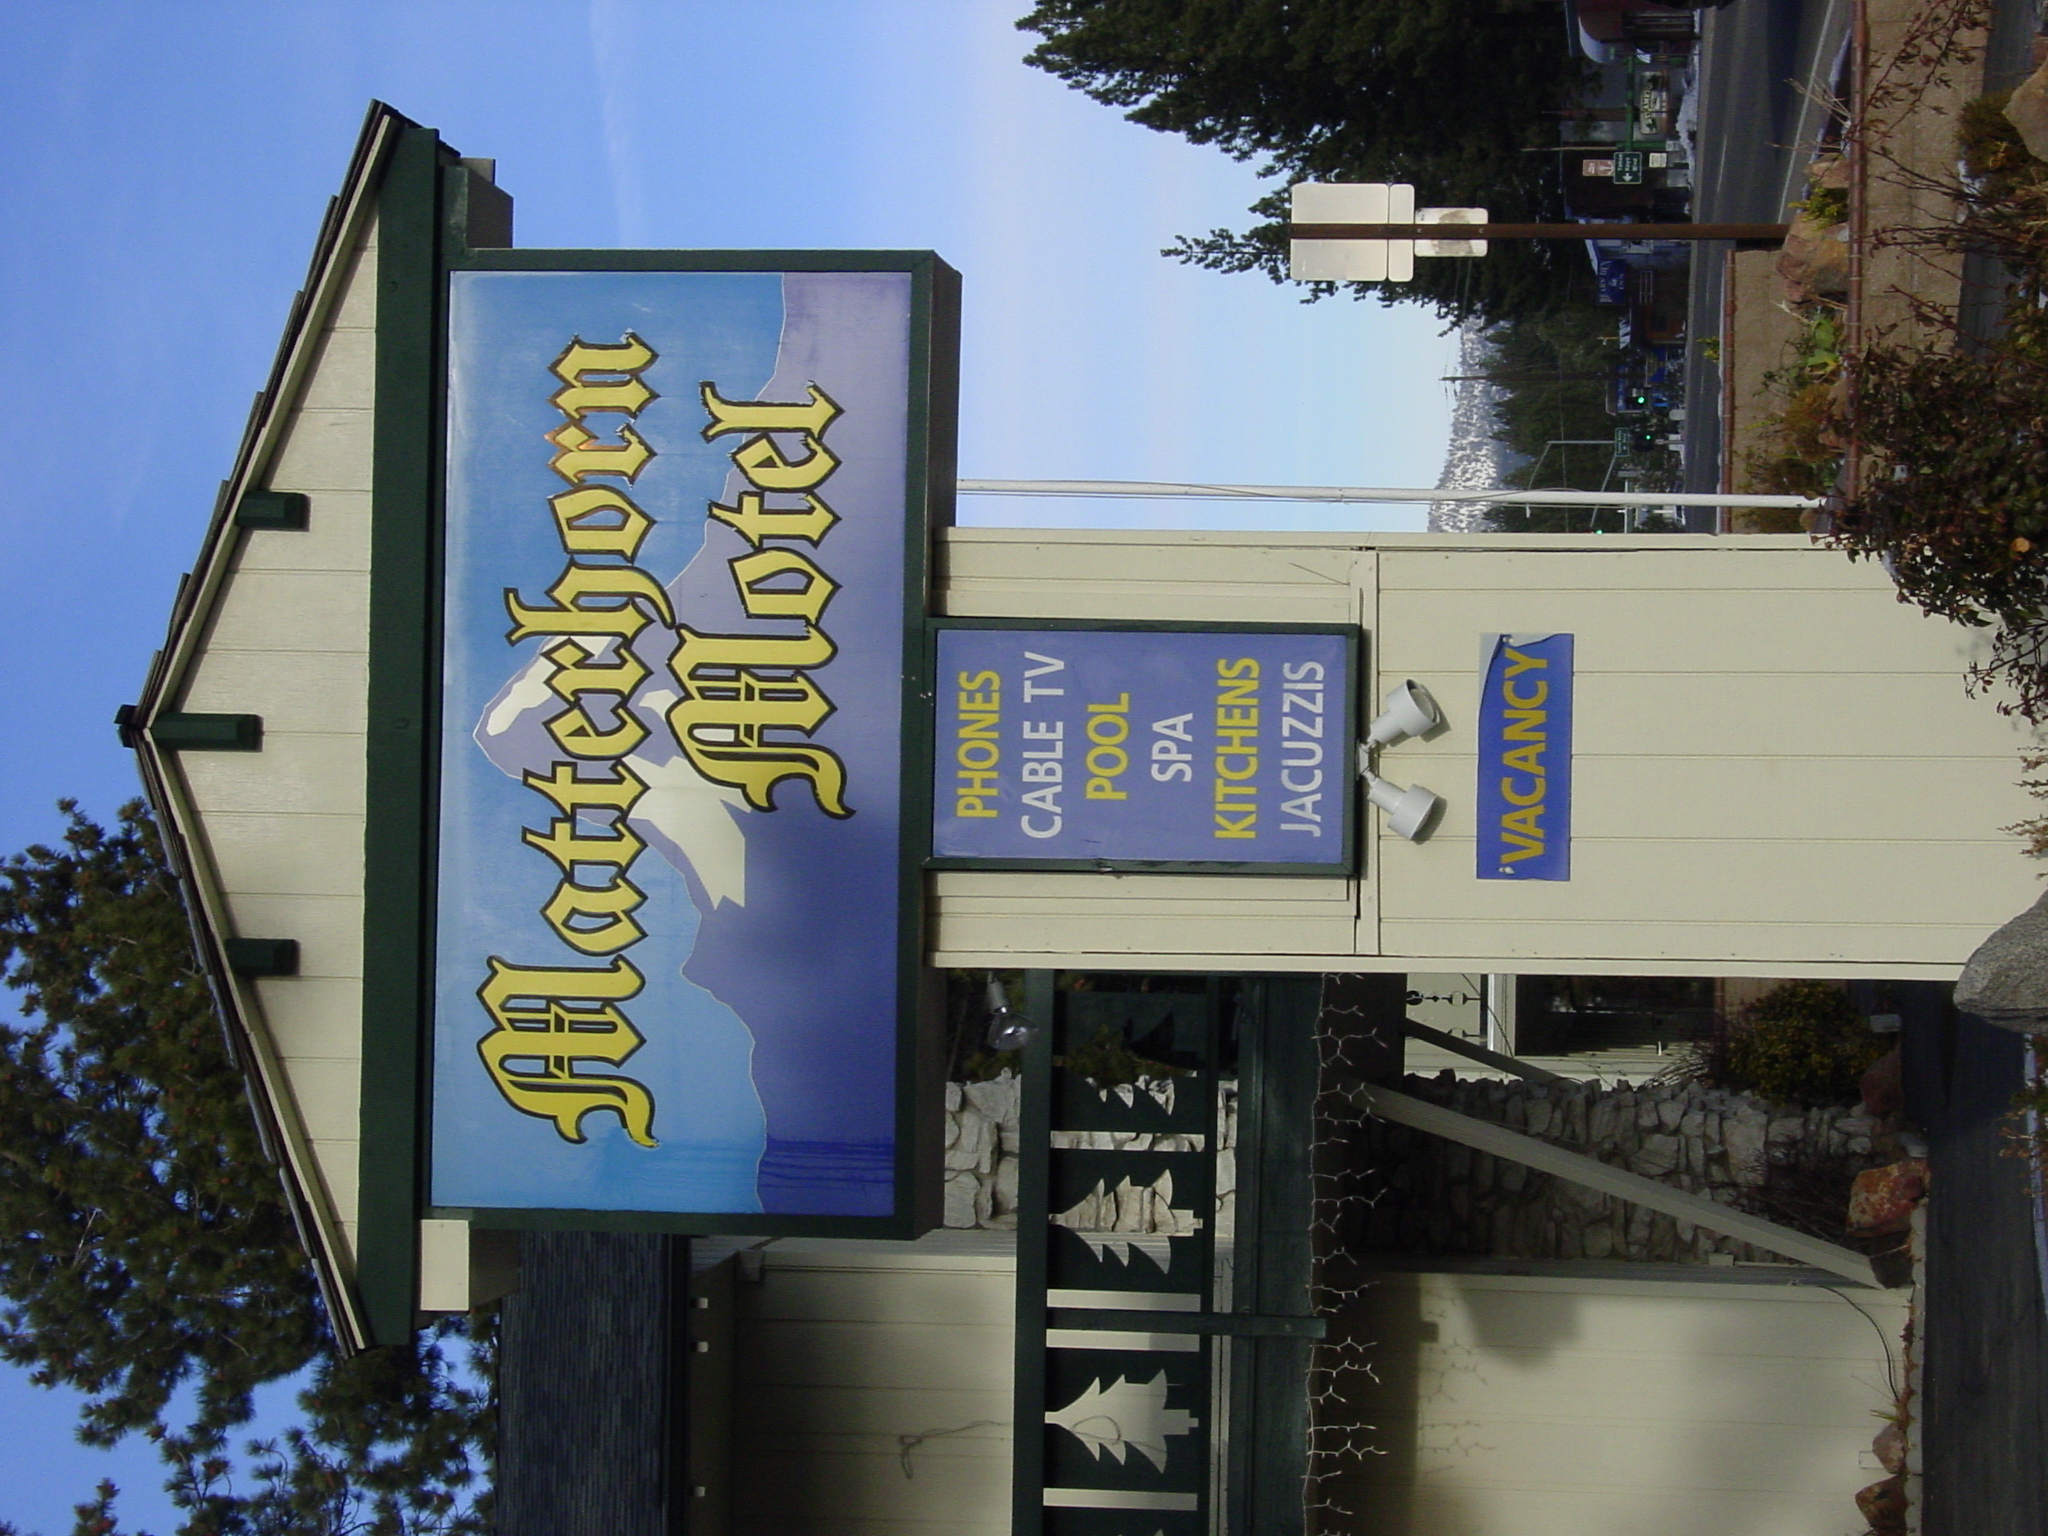 Matterhorn
Motel
PHONES
CABLE TV
POOL
SPA
KITCHENS
JACUZZIS
VACANCY